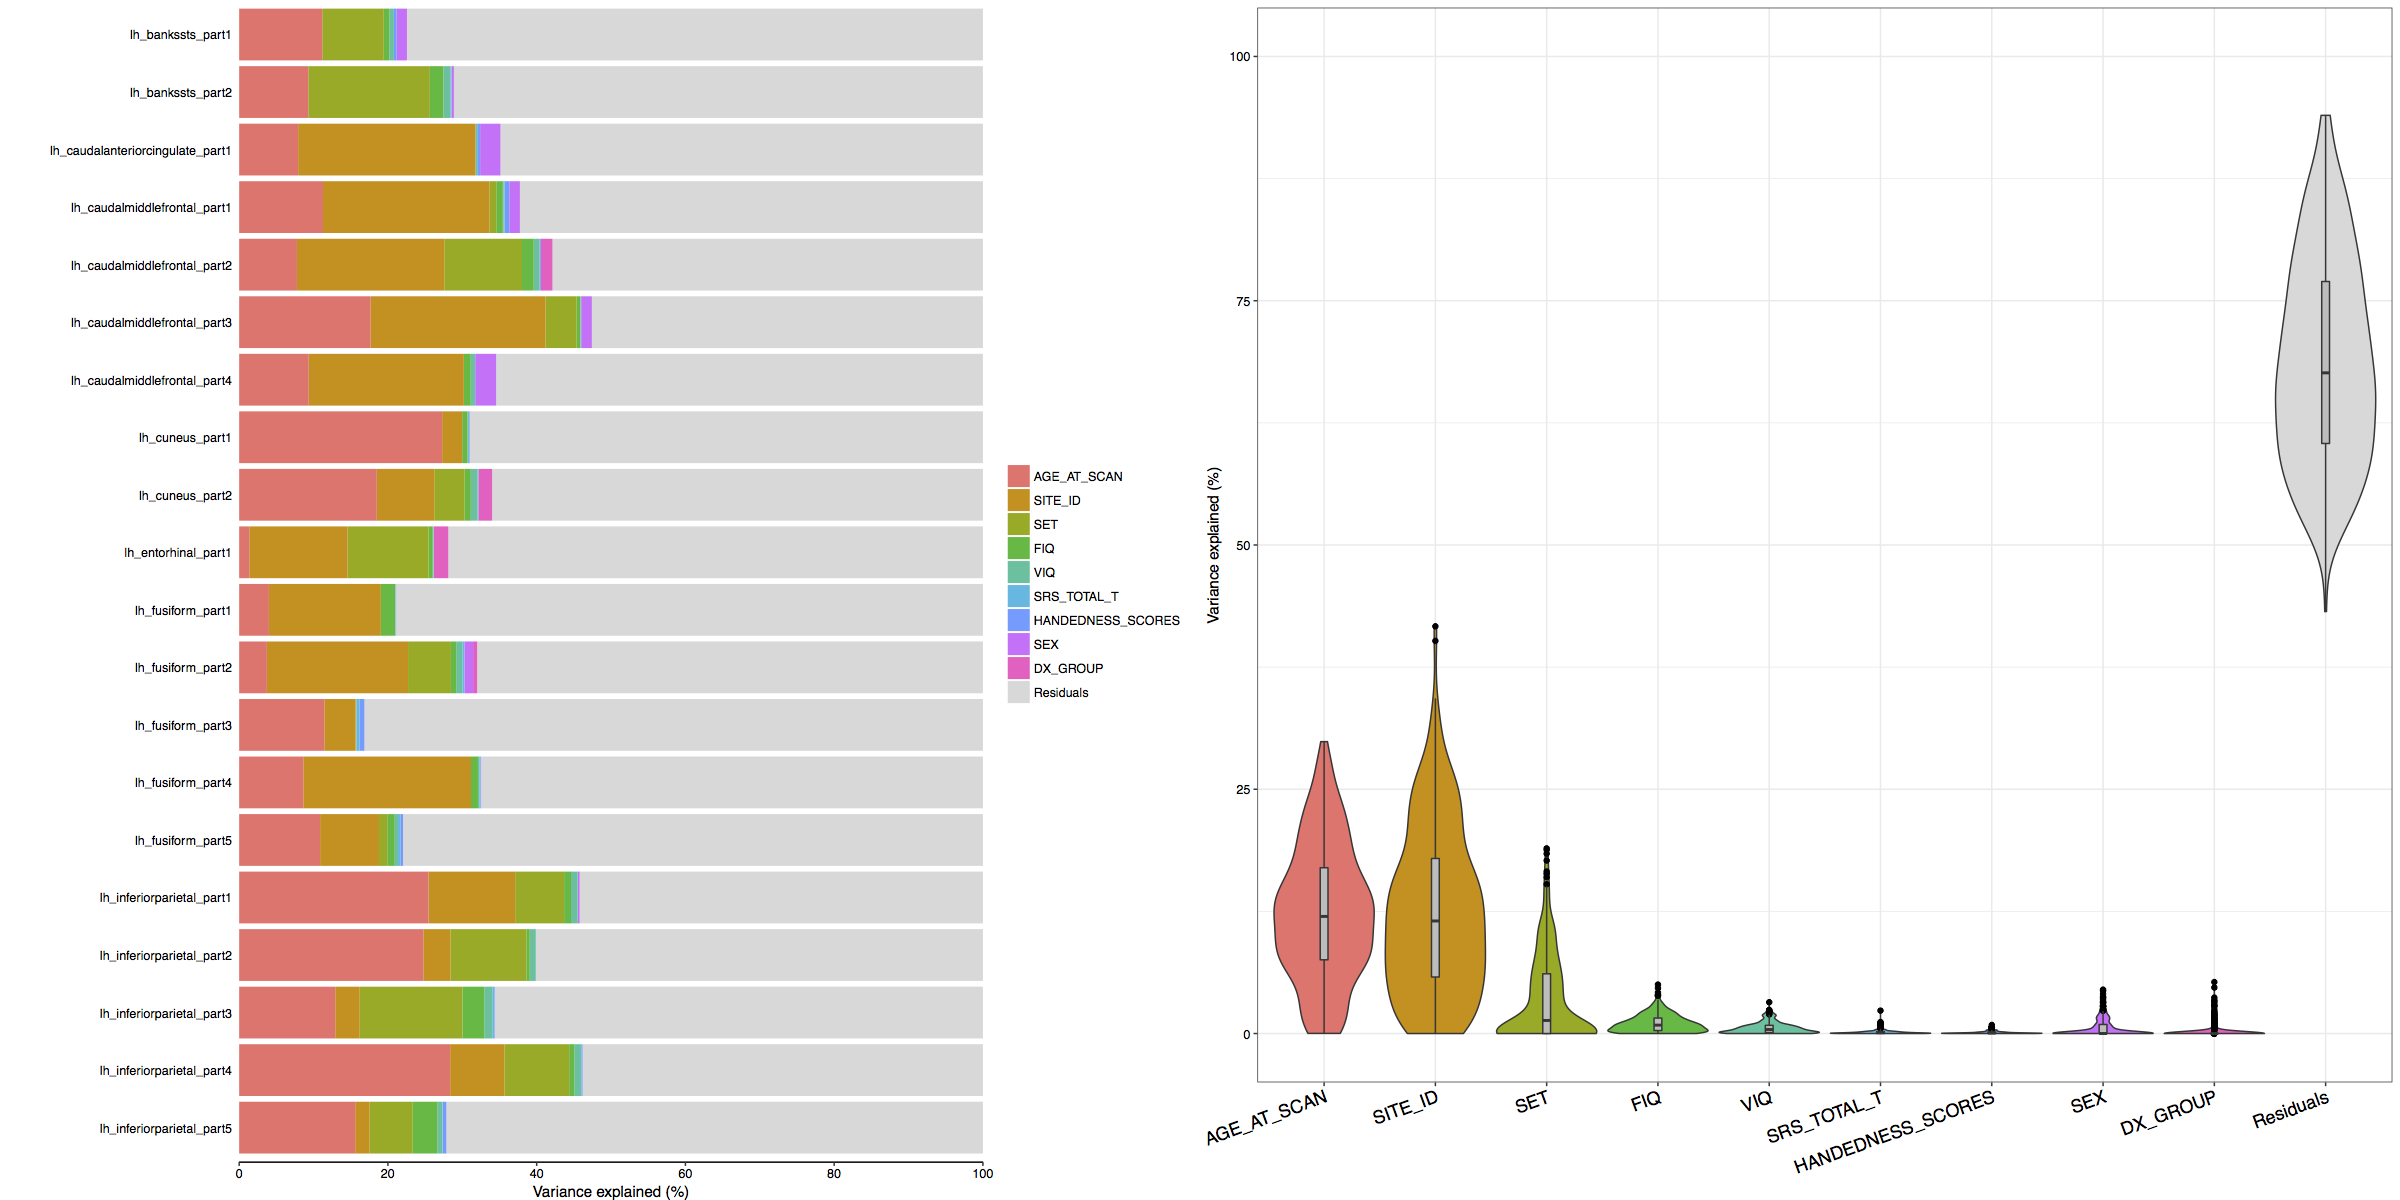 lh_bankssts_part1
lh_bankssts_part2
lh_caudalanteriorcingulate_part1
lh_caudalmiddlefrontal_part1
lh_caudalmiddlefrontal_part2
lh_caudalmiddlefrontal_part3
lh_caudalmiddlefrontal_part4
lh_cuneus_part1
lh_cuneus_part2
lh_entorhinal_part1
lh_fusiform_part1
lh_fusiform_part2
lh_fusiform_part3
lh_fusiform_part4
lh_fusiform_part5
lh_inferiorparietal_part1
lh_inferiorparietal_part2
lh_inferiorparietal_part3
lh_inferiorparietal_part4
lh_inferiorparietal_part5
0 20 40 60 80 100
Variance explained (%)
AGE_AT_SCAN
SITE_ID
SET
FIQ
VIQ
SRS_TOTAL_T
HANDEDNESS_SCORES
SEX
DX_GROUP
Residuals
Variance explained (%)
100
75
50
25
0
AGE_AT_SCAN
SITE_ID
SET
FIQ
VIQ
SRS_TOTAL_T
HANDEDNESS_SCORES
SEX
DX_GROUP
Residuals